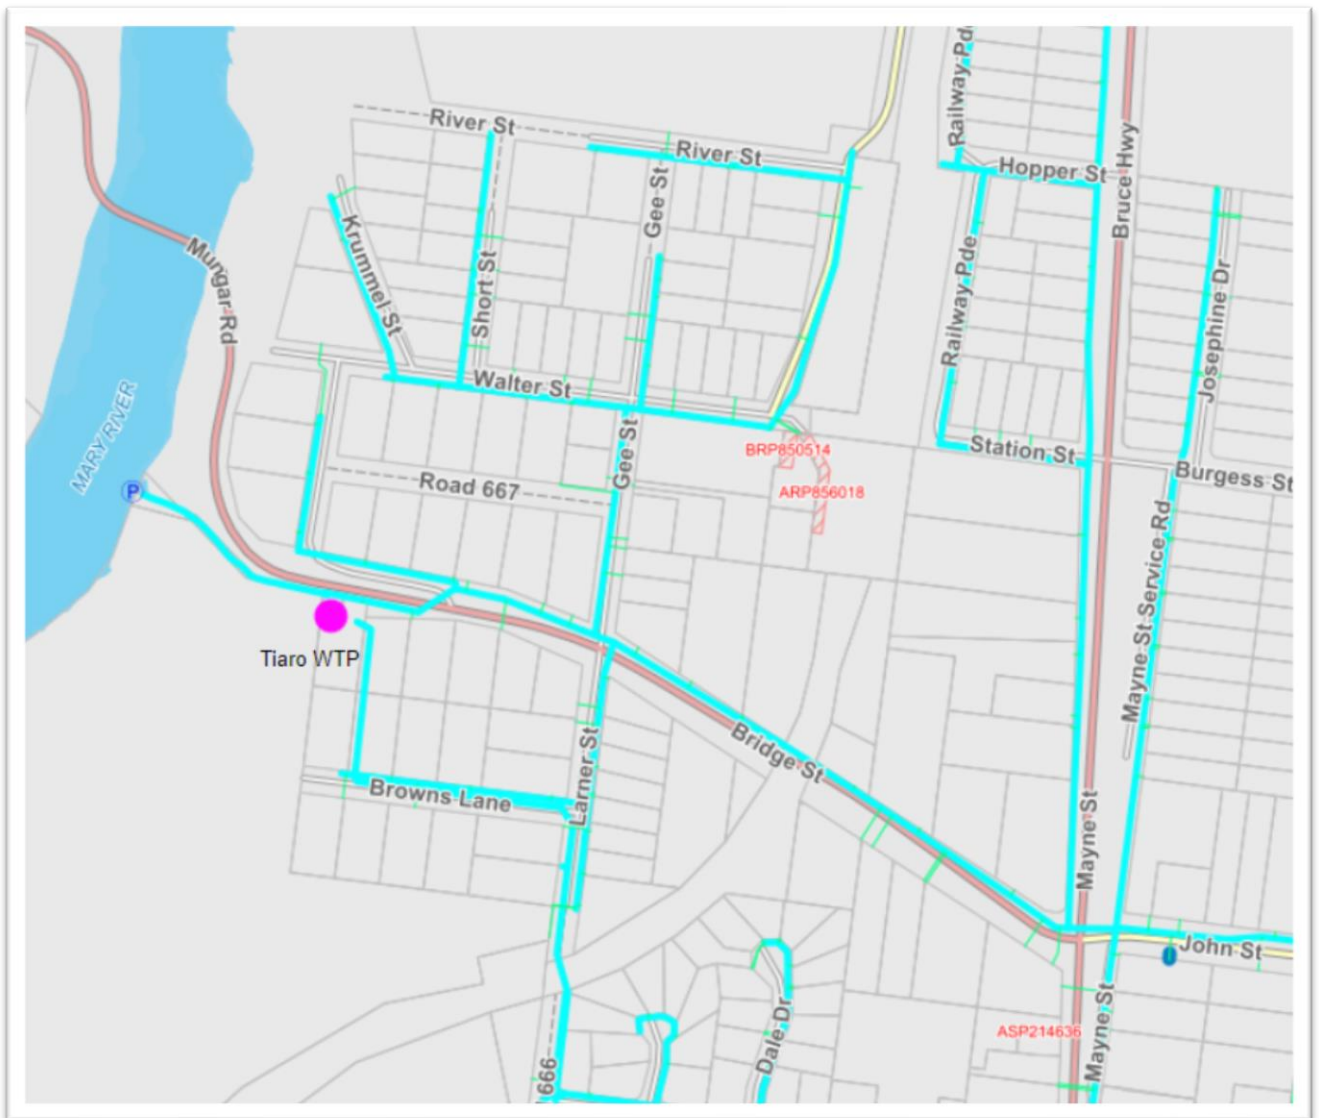 Railway Pde
River St
River St
Hopper St
Bruce Hwy
Gee St
Krummel St
Short St
Mungar Rd
Railway Pde
Josephine Dr
Walter St
MARY RIVER
Gee St
BRP850514
Station St
Burgess St
Road 667
ARP856018
P
Mayne St Service Rd
Tiaro WTP
Bridge St
Larner St
Browns Lane
Mayne St
John St
Dale Dr
ASP214636
Mayne St
666